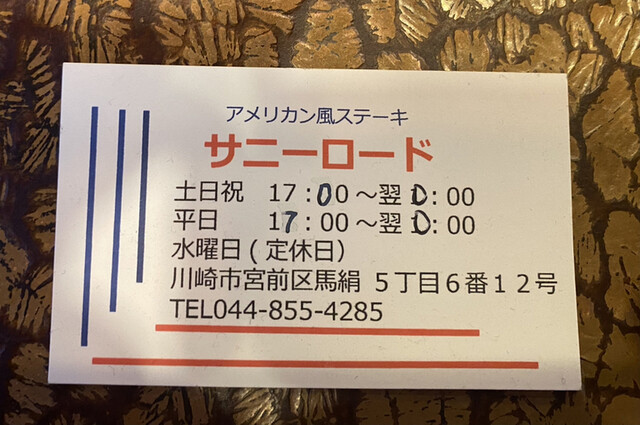 アメリカン風ステーキ
サニーロード
土日祝 17:00～翌0:00
平日 17:00～翌0:00
水曜日(定休日)
川崎市宮前区馬絹 5丁目6番12号
TEL044-855-4285